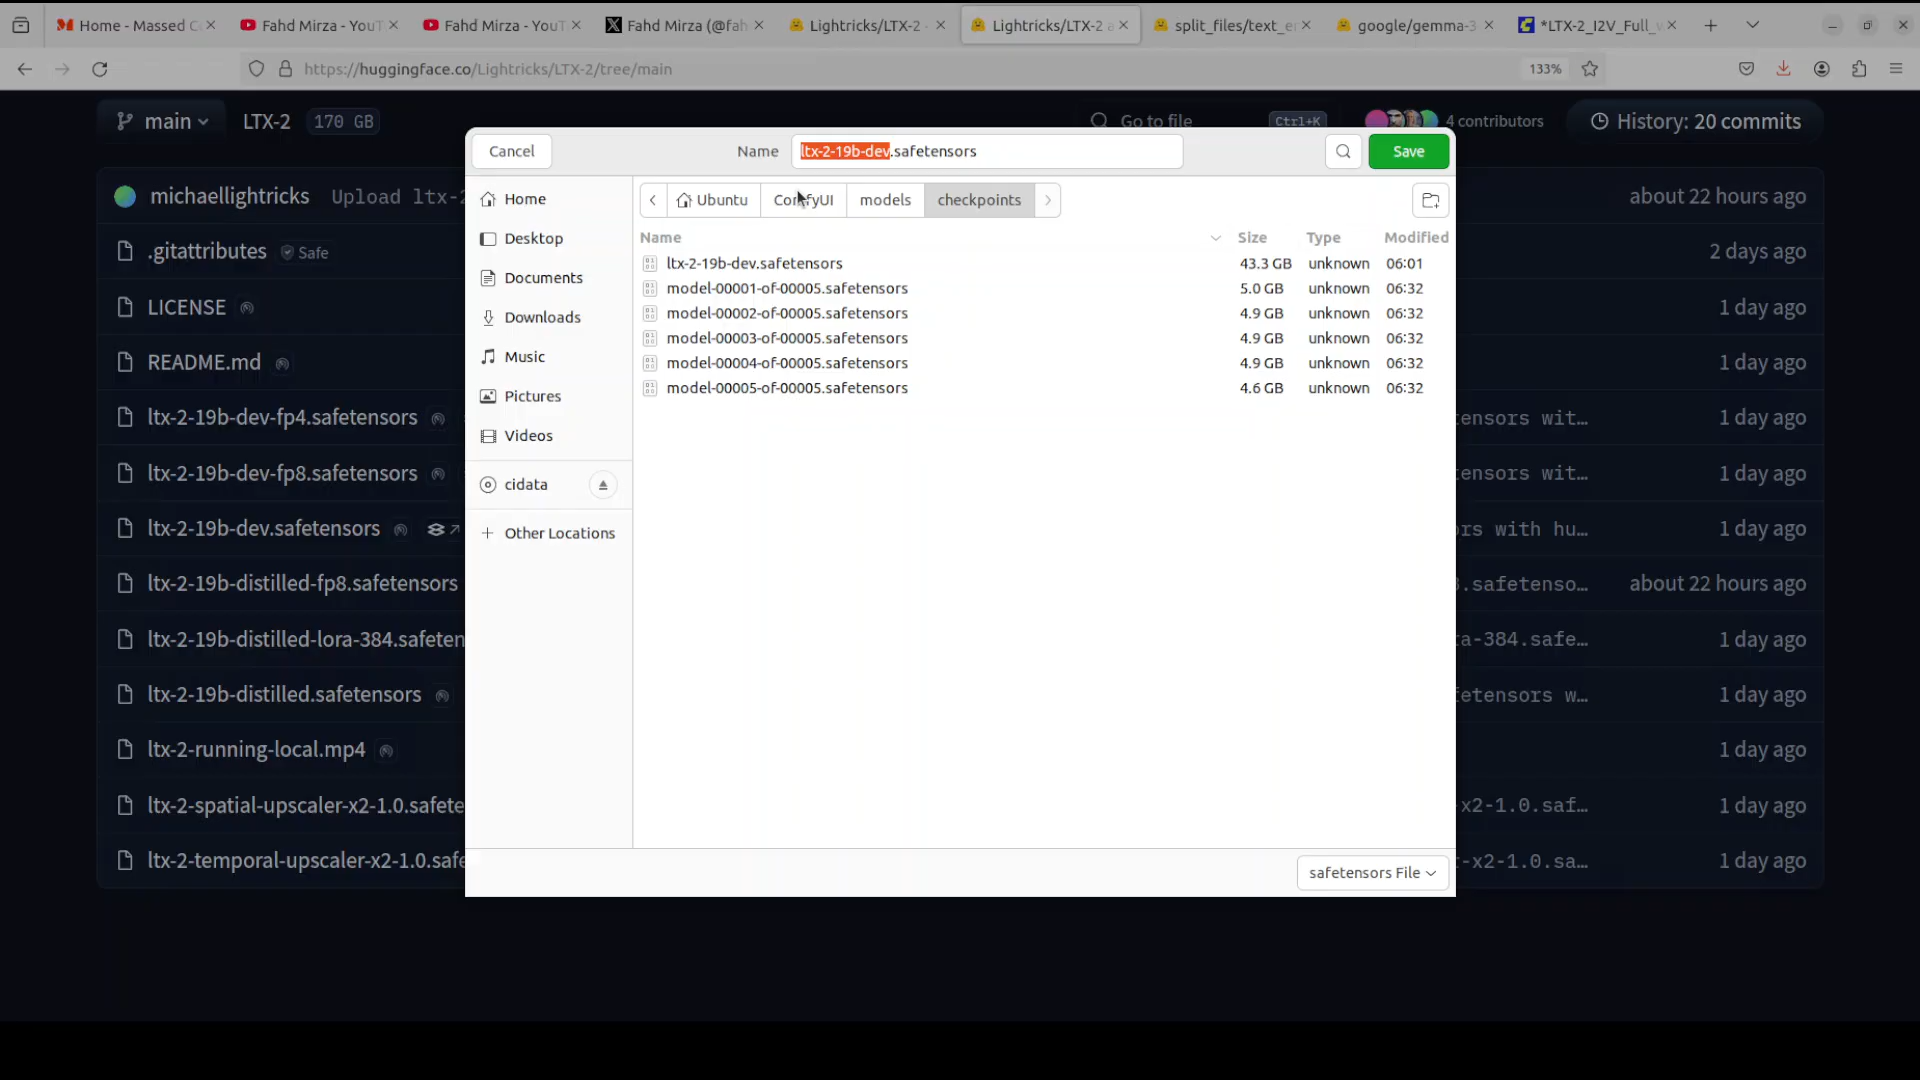 Home - Massed C
Fahd Mirza - YouT
Fahd Mirza - YouT
Fahd Mirza (@fah
Lightricks/LTX-2 -
Lightricks/LTX-2 a
split_files/text_e
google/gemma-3
*LTX-2_I2V_Full_w
https://huggingface.co/Lightricks/LTX-2/tree/main
133%
main
LTX-2
170 GB
Go to file
Ctrl+K
4 contributors
History: 20 commits
Cancel
Name
ltx-2-19b-dev.safetensors
Save
michaellightricks
Upload ltx-2
about 22 hours ago
.gitattributes
Safe
2 days ago
LICENSE
1 day ago
README.md
1 day ago
ltx-2-19b-dev-fp4.safetensors
ensors wit…
1 day ago
ltx-2-19b-dev-fp8.safetensors
ensors wit…
1 day ago
ltx-2-19b-dev.safetensors
rs with hu…
1 day ago
ltx-2-19b-distilled-fp8.safetensors
8.safetenso…
about 22 hours ago
ltx-2-19b-distilled-lora-384.safeten
ra-384.safe…
1 day ago
ltx-2-19b-distilled.safetensors
fetensors w…
1 day ago
ltx-2-running-local.mp4
1 day ago
ltx-2-spatial-upscaler-x2-1.0.safete
x2-1.0.saf…
1 day ago
ltx-2-temporal-upscaler-x2-1.0.safe
-x2-1.0.sa…
1 day ago
Home
Desktop
Documents
Downloads
Music
Pictures
Videos
cidata
Other Locations
Ubuntu
ComfyUI
models
checkpoints
Name Size Type Modified
ltx-2-19b-dev.safetensors 43.3 GB unknown 06:01
model-00001-of-00005.safetensors 5.0 GB unknown 06:32
model-00002-of-00005.safetensors 4.9 GB unknown 06:32
model-00003-of-00005.safetensors 4.9 GB unknown 06:32
model-00004-of-00005.safetensors 4.9 GB unknown 06:32
model-00005-of-00005.safetensors 4.6 GB unknown 06:32
safetensors File